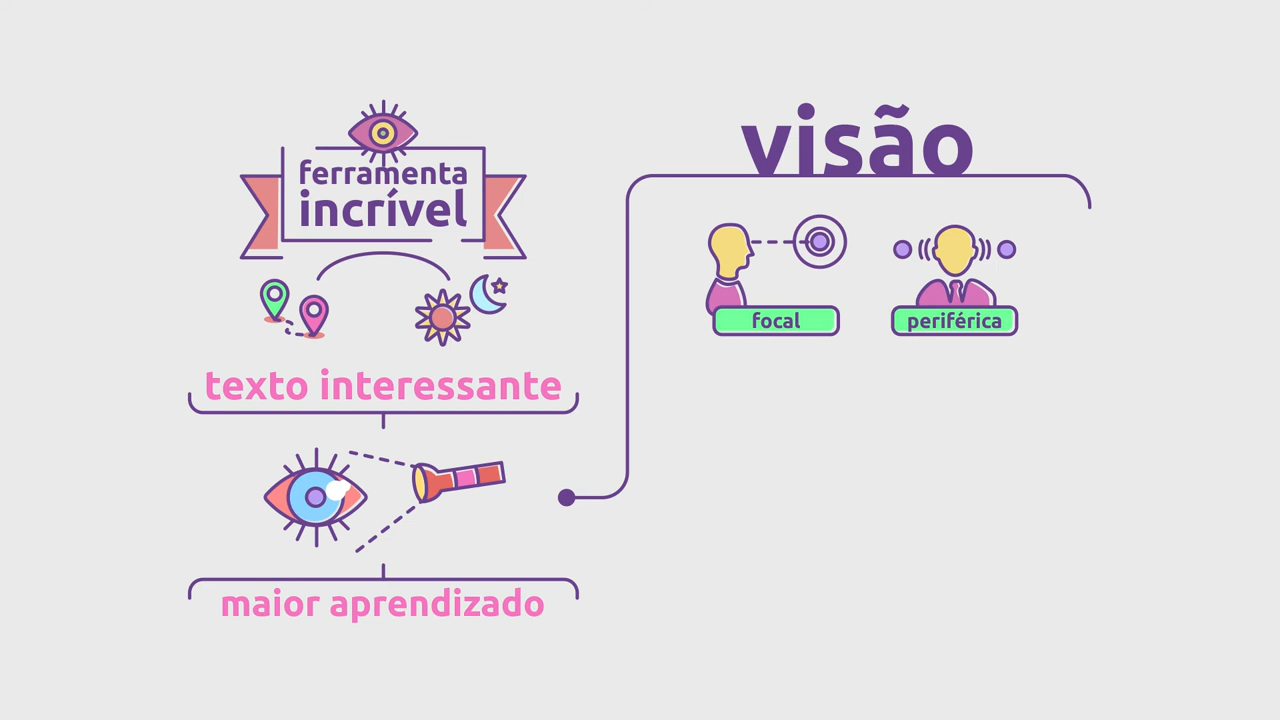 ferramenta
incrível
texto interessante
maior aprendizado
visão
focal
periférica